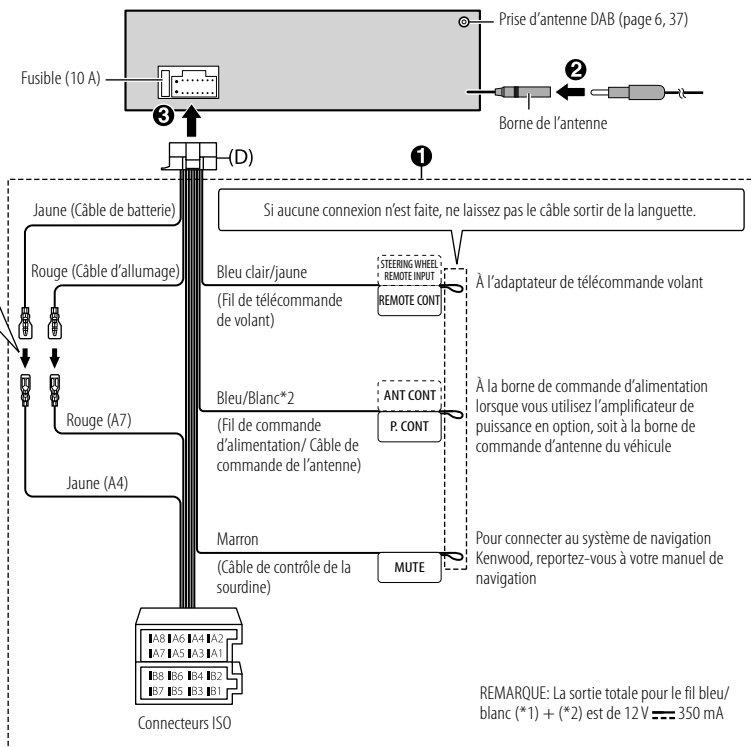 Prise d'antenne DAB (page 6, 37)
Fusible (10 A)
2
Borne de l'antenne
3
(D)
1
Jaune (Câble de batterie)
Si aucune connexion n'est faite, ne laissez pas le câble sortir de la languette.
Rouge (Câble d'allumage)
Bleu clair/jaune
(Fil de télécommande
de volant)
STEERING WHEEL
REMOTE INPUT
REMOTE CONT
À l'adaptateur de télécommande volant
Bleu/Blanc*2
(Fil de commande
d'alimentation/ Câble de
commande de l'antenne)
ANT CONT
P. CONT
À la borne de commande d'alimentation
lorsque vous utilisez l'amplificateur de
puissance en option, soit à la borne de
commande d'antenne du véhicule
Rouge (A7)
Jaune (A4)
Marron
(Câble de contrôle de la
sourdine)
MUTE
Pour connecter au système de navigation
Kenwood, reportez-vous à votre manuel de
navigation
A8 A6 A4 A2
A7 A5 A3 A1
B8 B6 B4 B2
B7 B5 B3 B1
Connecteurs ISO
REMARQUE: La sortie totale pour le fil bleu/
blanc (*1) + (*2) est de 12 V ⎓ 350 mA